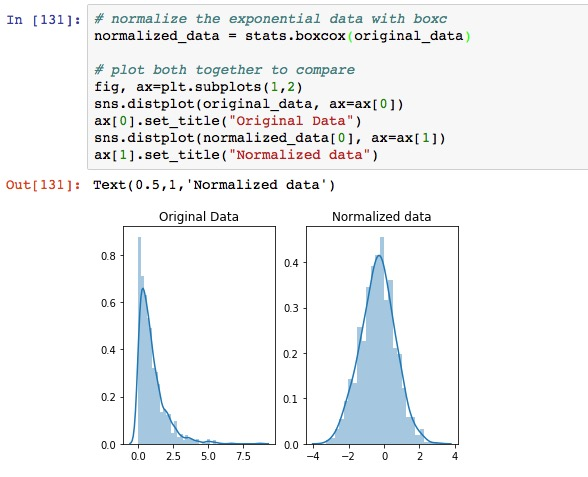 In [131]: # normalize the exponential data with boxc
normalized_data = stats.boxcox(original_data)
# plot both together to compare
fig, ax=plt.subplots(1,2)
sns.distplot(original_data, ax=ax[0])
ax[0].set_title("Original Data")
sns.distplot(normalized_data[0], ax=ax[1])
ax[1].set_title("Normalized data")
Out[131]: Text(0.5,1,'Normalized data')
Original Data
0.8
0.6
0.4
0.2
0.0
0.0 2.5 5.0 7.5
Normalized data
0.4
0.3
0.2
0.1
0.0
−4 −2 0 2 4